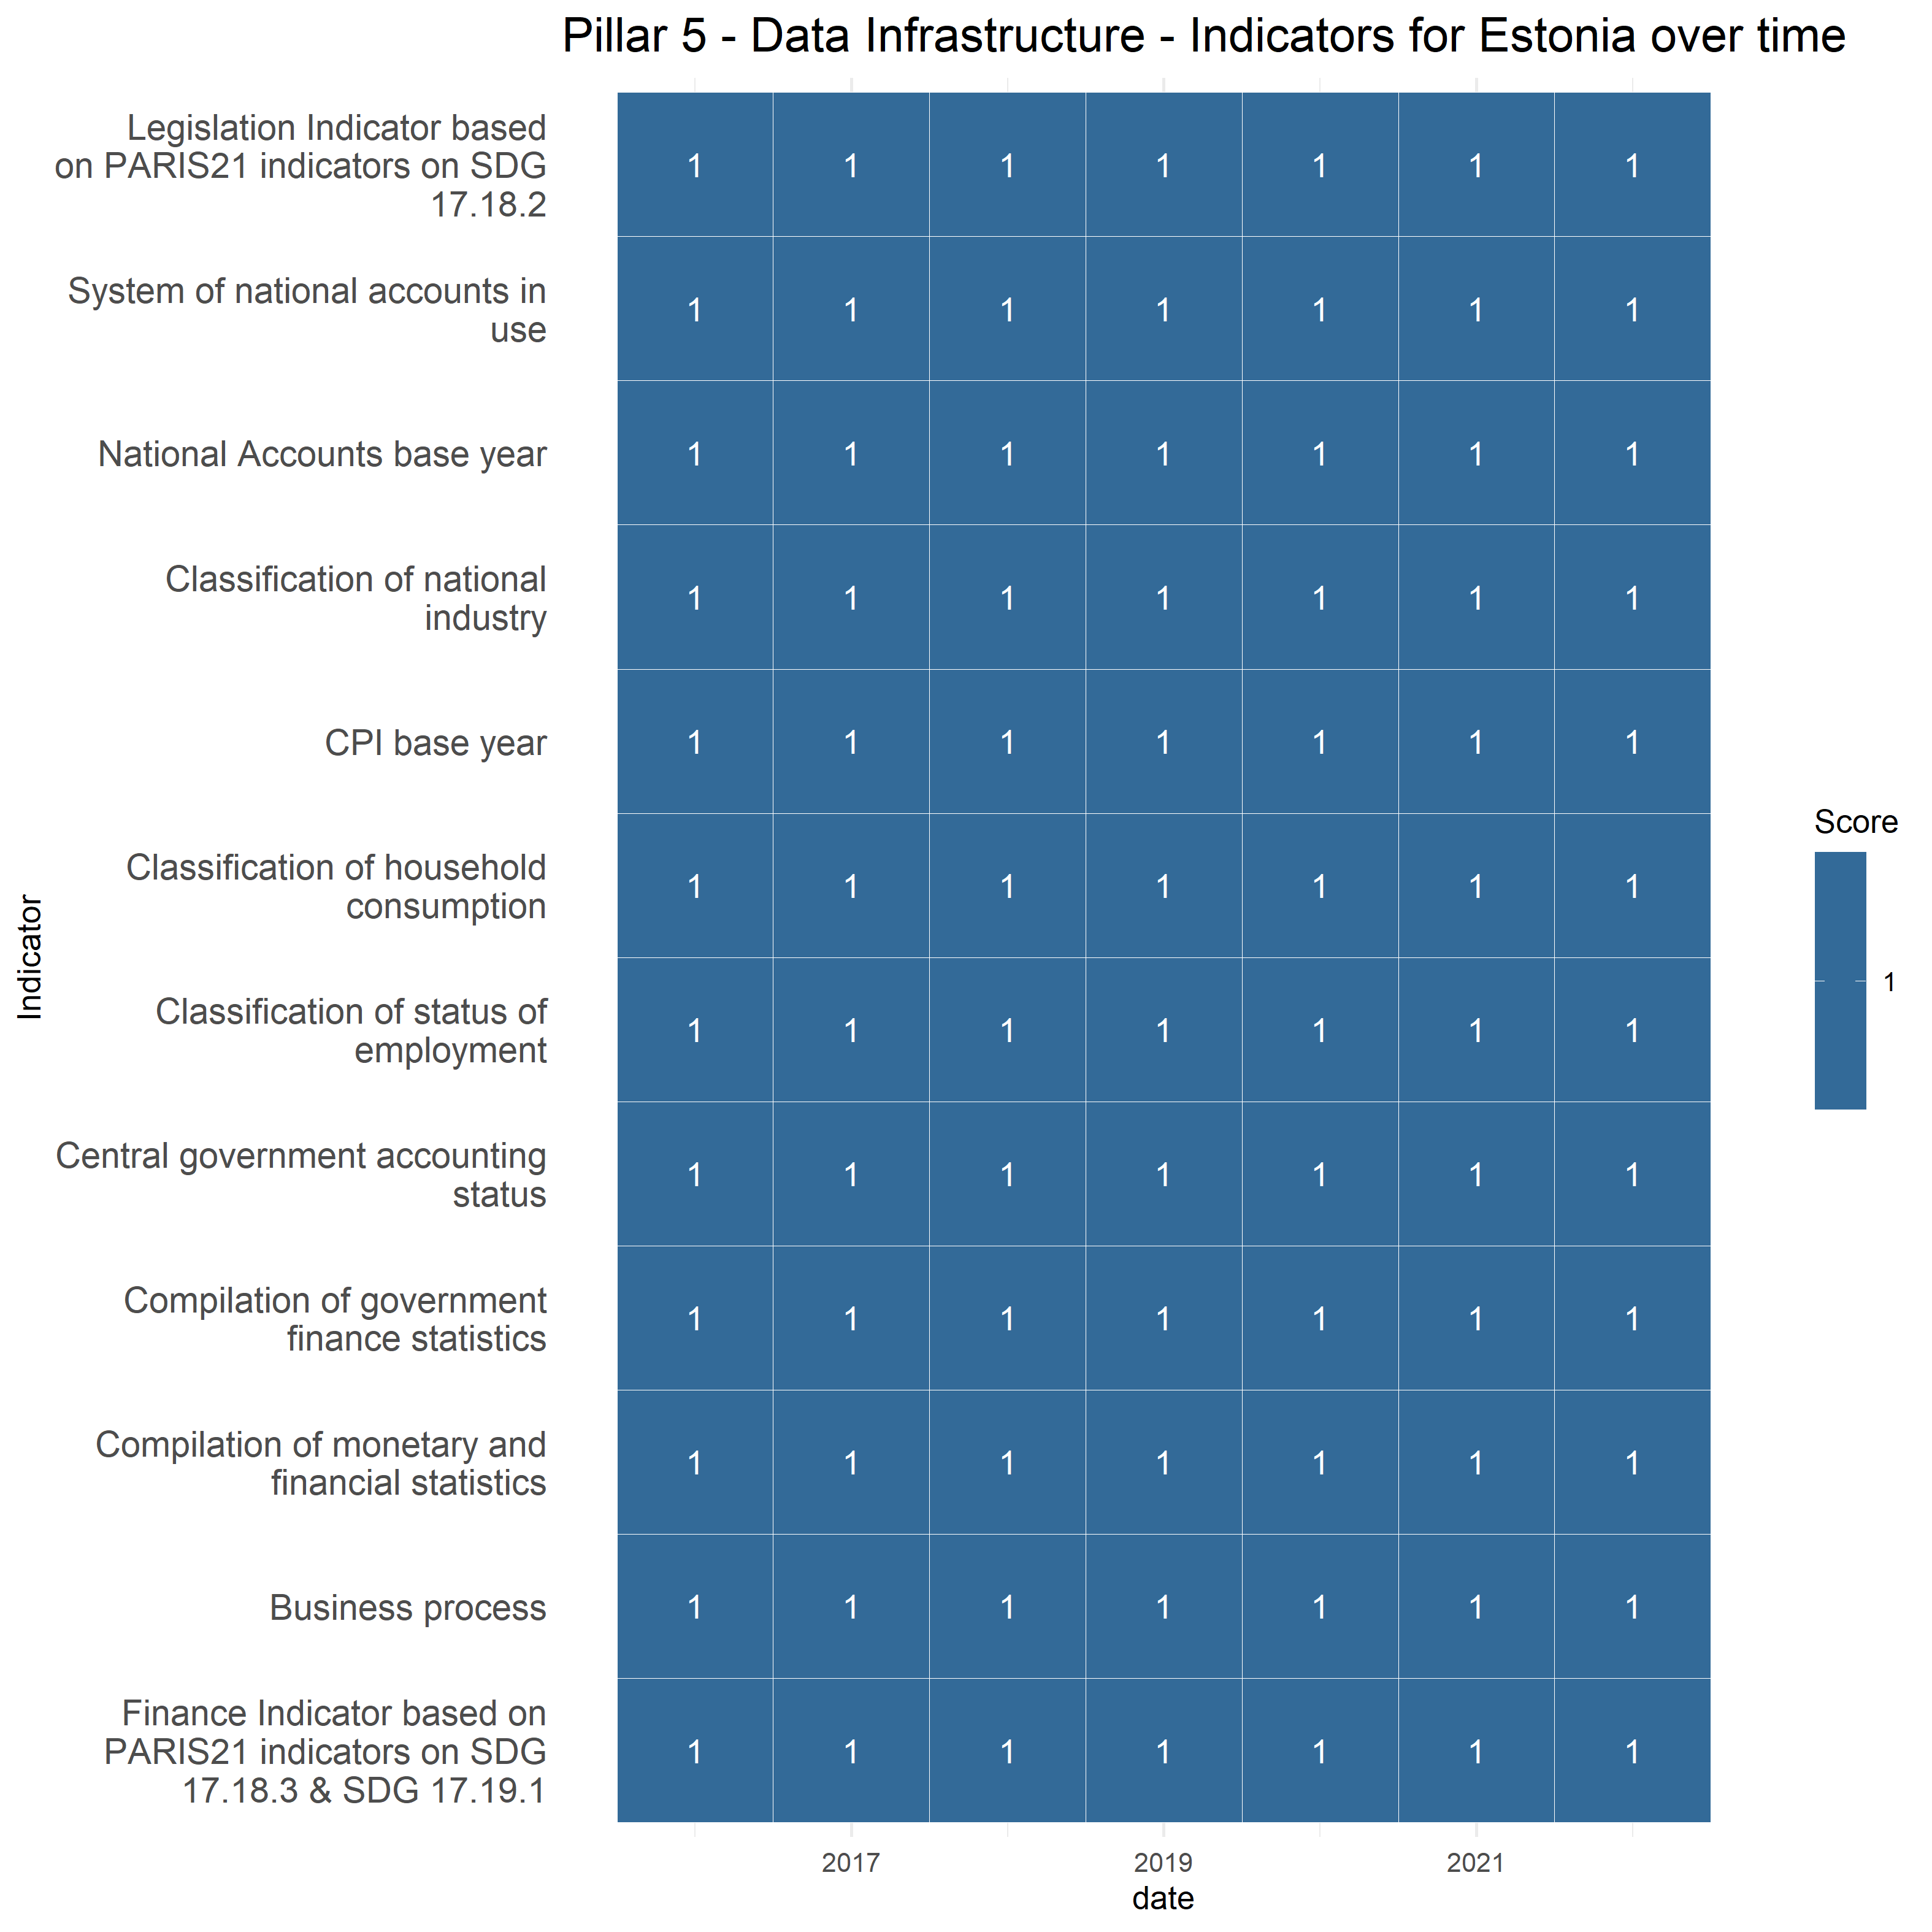 Pillar 5 - Data Infrastructure - Indicators for Estonia over time
Legislation Indicator based
on PARIS21 indicators on SDG
17.18.2
1 1 1 1 1 1 1
System of national accounts in
use
1 1 1 1 1 1 1
National Accounts base year
1 1 1 1 1 1 1
Classification of national
industry
1 1 1 1 1 1 1
CPI base year
1 1 1 1 1 1 1
Classification of household
consumption
1 1 1 1 1 1 1
Classification of status of
employment
1 1 1 1 1 1 1
Central government accounting
status
1 1 1 1 1 1 1
Compilation of government
finance statistics
1 1 1 1 1 1 1
Compilation of monetary and
financial statistics
1 1 1 1 1 1 1
Business process
1 1 1 1 1 1 1
Finance Indicator based on
PARIS21 indicators on SDG
17.18.3 & SDG 17.19.1
1 1 1 1 1 1 1
Indicator
2017 2019 2021
date
Score
1